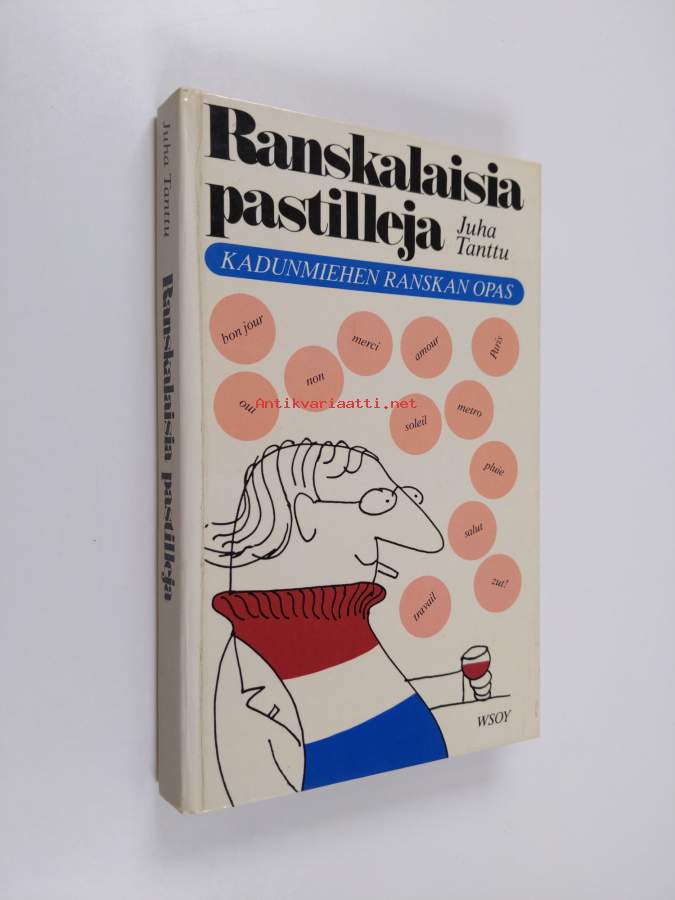 Juha Tanttu
Ranskalaisia pastilleja
Ranskalaisia
pastilleja
Juha
Tanttu
KADUNMIEHEN RANSKAN OPAS
bon jour
merci
amour
Paris
non
oui
soleil
metro
pluie
salut
zut!
travail
WSOY
Antikvariaatti.net